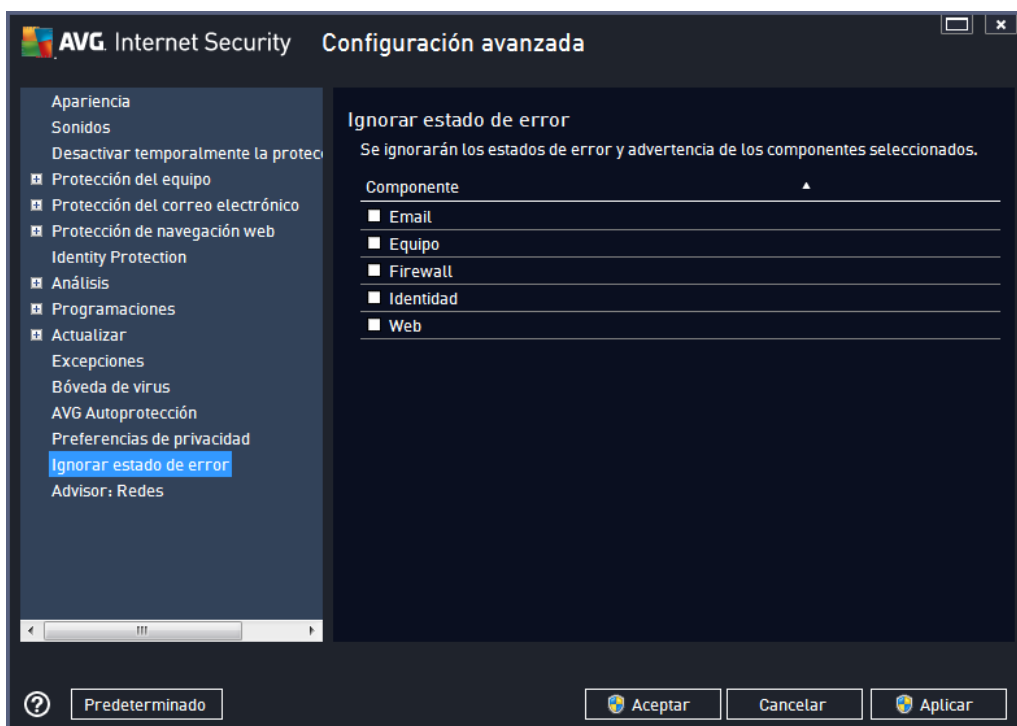 AVG. Internet Security Configuración avanzada
Apariencia
Sonidos
Desactivar temporalmente la protec
Protección del equipo
Protección del correo electrónico
Protección de navegación web
Identity Protection
Análisis
Programaciones
Actualizar
Excepciones
Bóveda de virus
AVG Autoprotección
Preferencias de privacidad
Ignorar estado de error
Advisor: Redes
Ignorar estado de error
Se ignorarán los estados de error y advertencia de los componentes seleccionados.
Componente
Email
Equipo
Firewall
Identidad
Web
Predeterminado
Aceptar
Cancelar
Aplicar